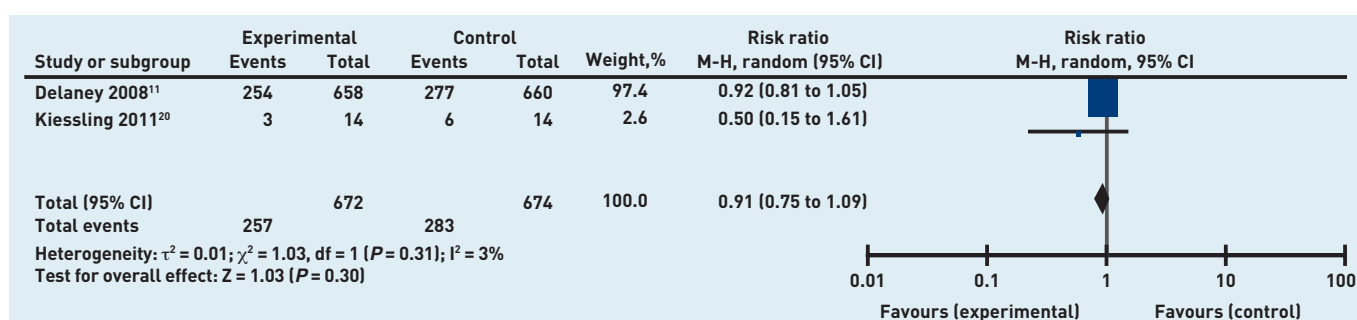 Experimental Control Risk ratio Risk ratio
Study or subgroup Events Total Events Total Weight,% M-H, random (95% CI) M-H, random, 95% CI
Delaney 2008¹¹ 254 658 277 660 97.4 0.92 (0.81 to 1.05)
Kiessling 2011²⁰ 3 14 6 14 2.6 0.50 (0.15 to 1.61)
Total (95% CI) 672 674 100.0 0.91 (0.75 to 1.09)
Total events 257 283
Heterogeneity: τ² = 0.01; χ² = 1.03, df = 1 (P = 0.31); I² = 3%
Test for overall effect: Z = 1.03 (P = 0.30)
0.01 0.1 1 10 100
Favours (experimental) Favours (control)